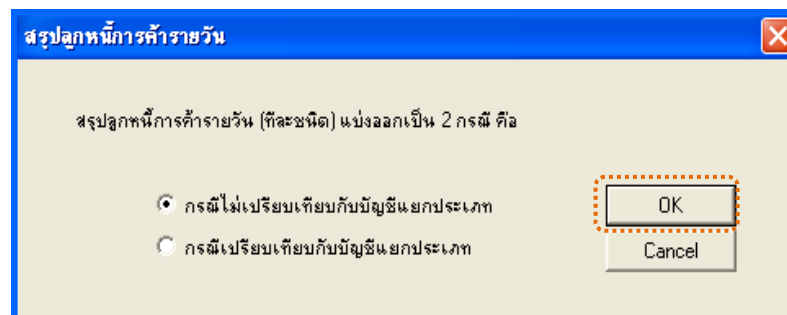 สรุปลูกหนี้การค้ารายวัน
สรุปลูกหนี้การค้ารายวัน (ทีละชนิด) แบ่งออกเป็น 2 กรณี คือ
กรณีไม่เปรียบเทียบกับบัญชีแยกประเภท
OK
กรณีเปรียบเทียบกับบัญชีแยกประเภท
Cancel